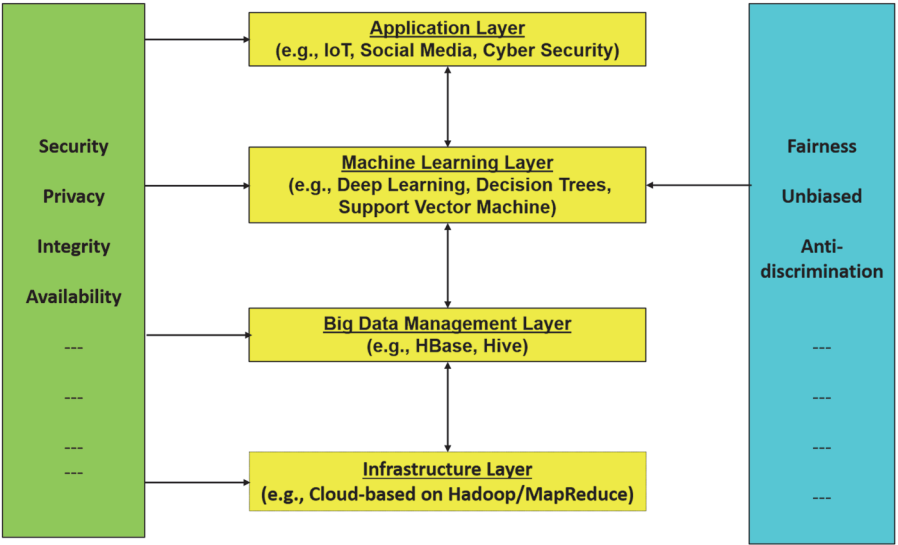 Security
Privacy
Integrity
Availability
---
---
---
---
Application Layer
(e.g., IoT, Social Media, Cyber Security)
Machine Learning Layer
(e.g., Deep Learning, Decision Trees,
Support Vector Machine)
Big Data Management Layer
(e.g., HBase, Hive)
Infrastructure Layer
(e.g., Cloud-based on Hadoop/MapReduce)
Fairness
Unbiased
Anti-
discrimination
---
---
---
---